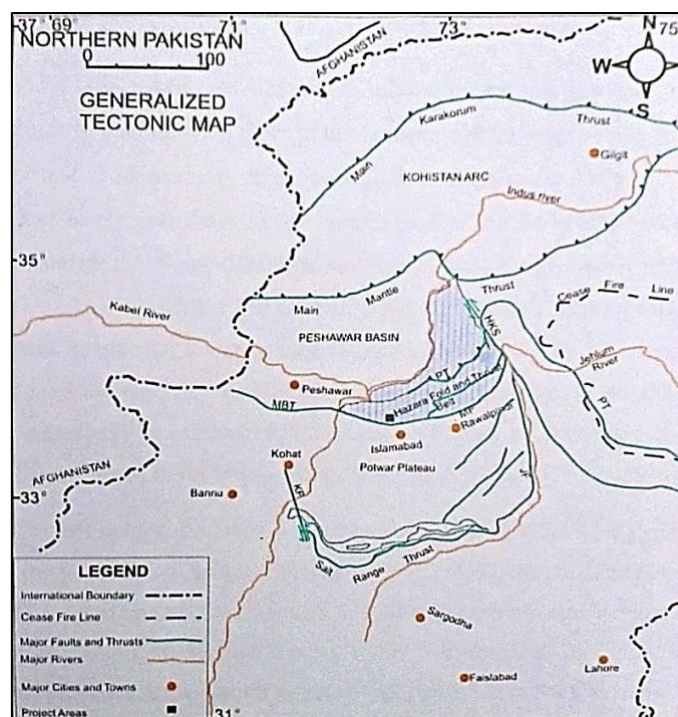 37°69
71
73
75
NORTHERN PAKISTAN
0 100
GENERALIZED
TECTONIC MAP
AFGHANISTAN
N
W E
S
Main Karakorum Thrust
Gilgit
KOHISTAN ARC
Indus river
35
Main Mantle Thrust
Cease Fire Line
Kabel River
PESHAWAR BASIN
HKS
Jehlum
River
PT
PT
Peshawar
Hazara Fold and Thrust
Belt
MBT
MP
Rawalpindi
Islamabad
Kohat
Polwar Plateau
AFGHANISTAN
33
Bannu
KF
JF
Salt Range Thrust
LEGEND
International Boundary
Cease Fire Line
Major Faults and Thrusts
Major Rivers
Major Cities and Towns
Project Areas
Sargodha
Lahore
Faislabad
31